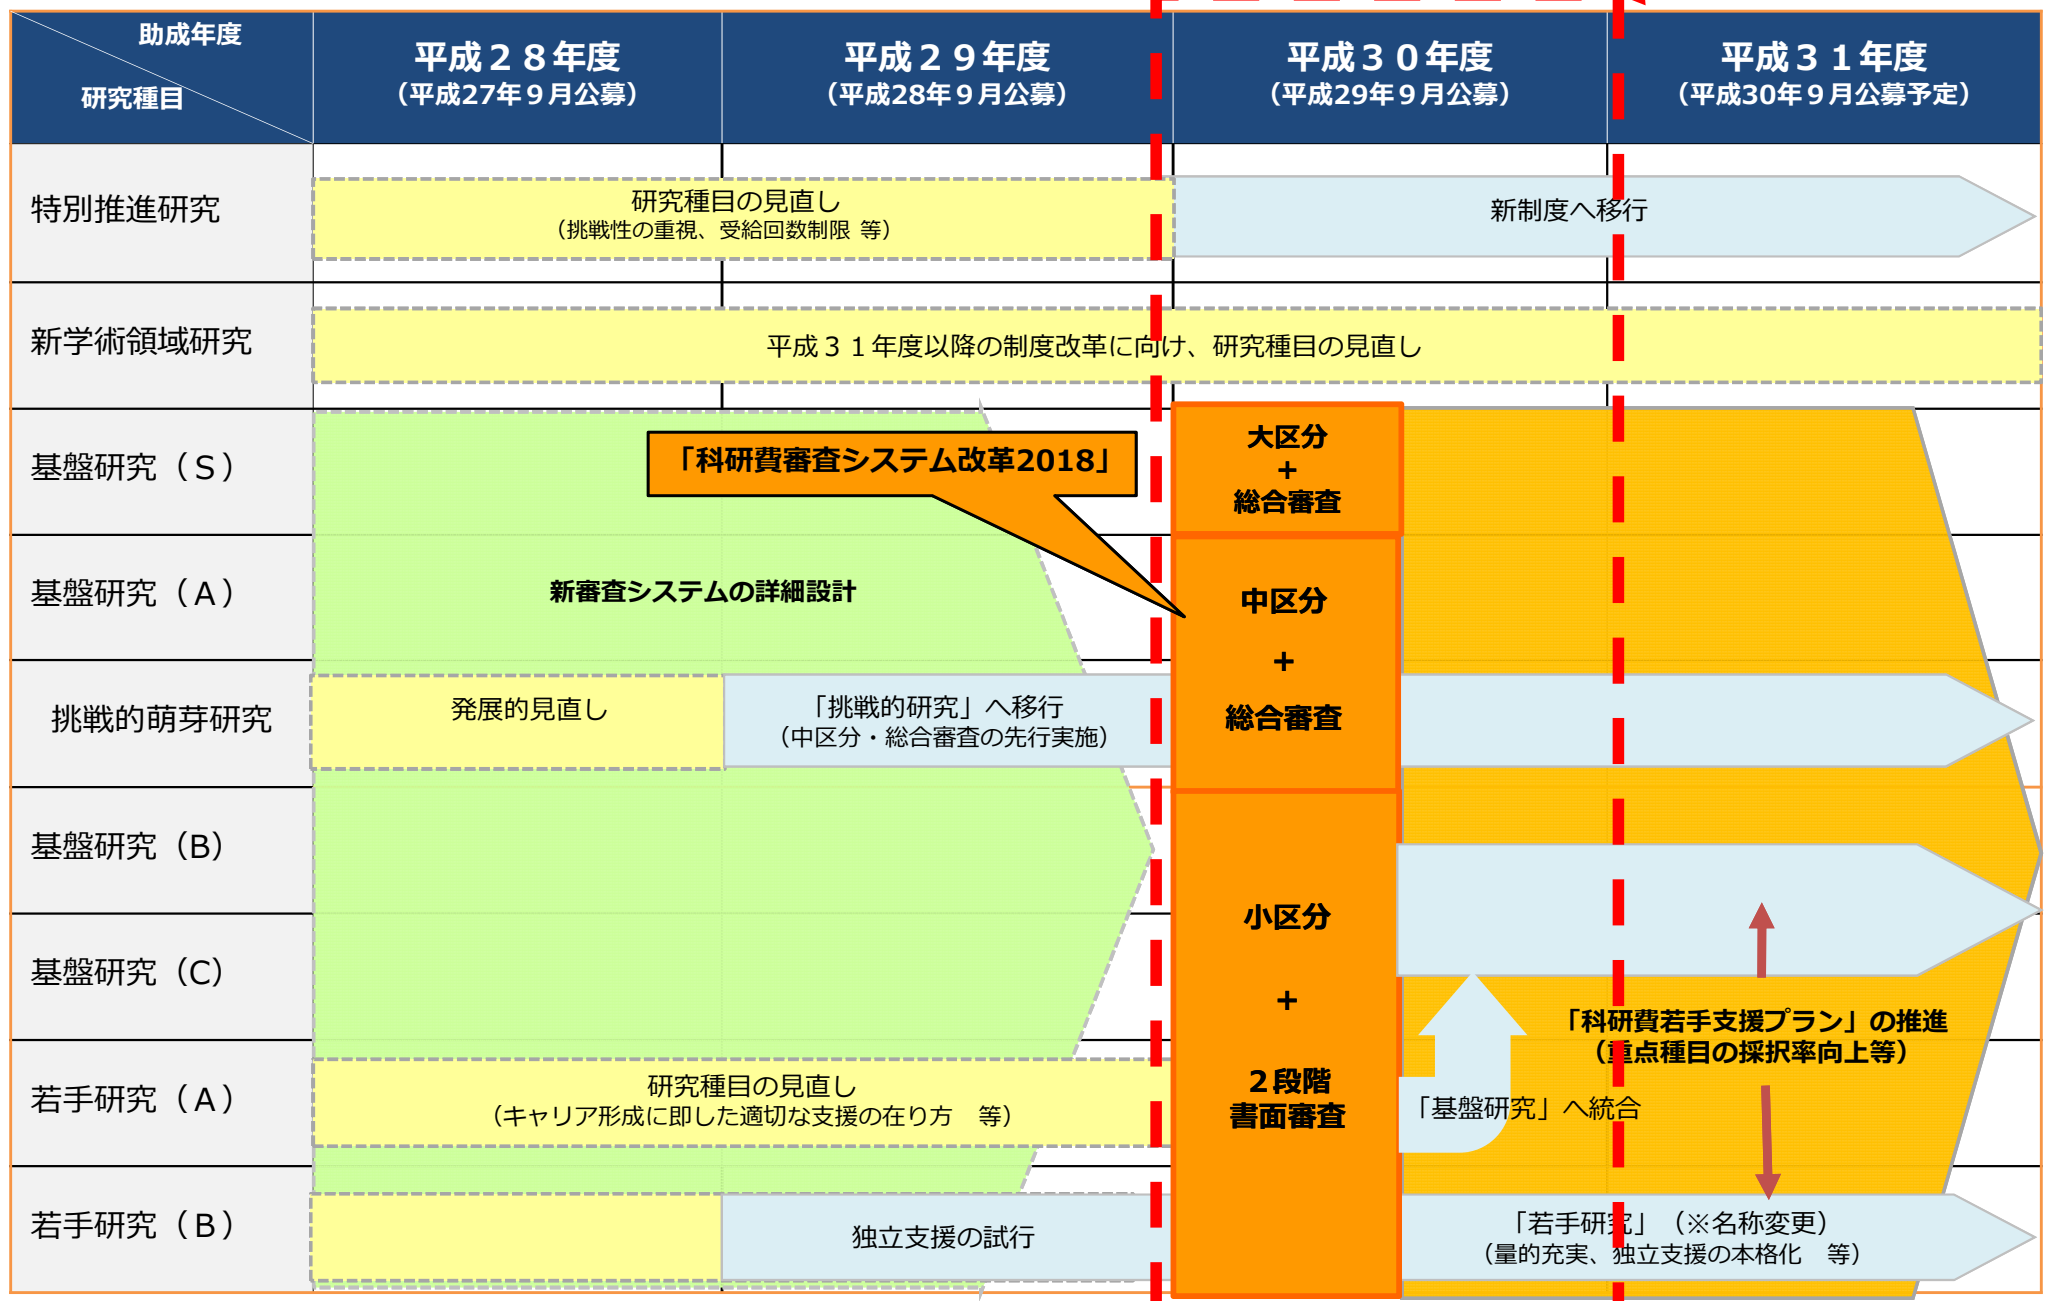 助成年度
研究種目
平成２８年度
（平成27年９月公募）
平成２９年度
（平成28年９月公募）
平成３０年度
（平成29年９月公募）
平成３１年度
（平成30年９月公募予定）
特別推進研究
研究種目の見直し
（挑戦性の重視、受給回数制限 等）
新制度へ移行
新学術領域研究
平成３１年度以降の制度改革に向け、研究種目の見直し
基盤研究（Ｓ）
「科研費審査システム改革2018」
大区分
+
総合審査
基盤研究（Ａ）
新審査システムの詳細設計
中区分
+
総合審査
挑戦的萌芽研究
発展的見直し
「挑戦的研究」へ移行
（中区分・総合審査の先行実施）
基盤研究（B）
基盤研究（C）
小区分
+
２段階
書面審査
「科研費若手支援プラン」の推進
（重点種目の採択率向上等）
若手研究（Ａ）
研究種目の見直し
（キャリア形成に即した適切な支援の在り方　等）
「基盤研究」へ統合
若手研究（Ｂ）
独立支援の試行
「若手研究」（※名称変更）
（量的充実、独立支援の本格化　等）